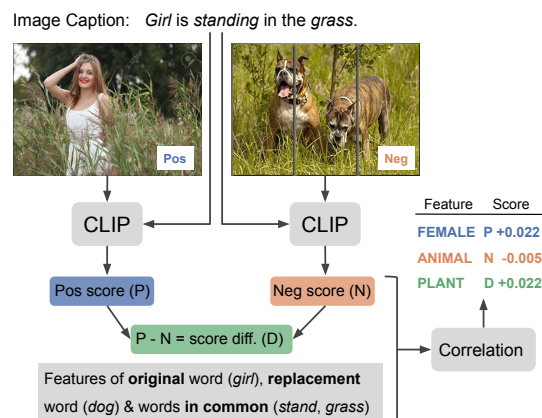 Image Caption: Girl is standing in the grass.
Pos
Neg
CLIP
CLIP
Feature Score
FEMALE P +0.022
ANIMAL N -0.005
PLANT D +0.022
Pos score (P)
Neg score (N)
P - N = score diff. (D)
Correlation
Features of original word (girl), replacement
word (dog) & words in common (stand, grass)